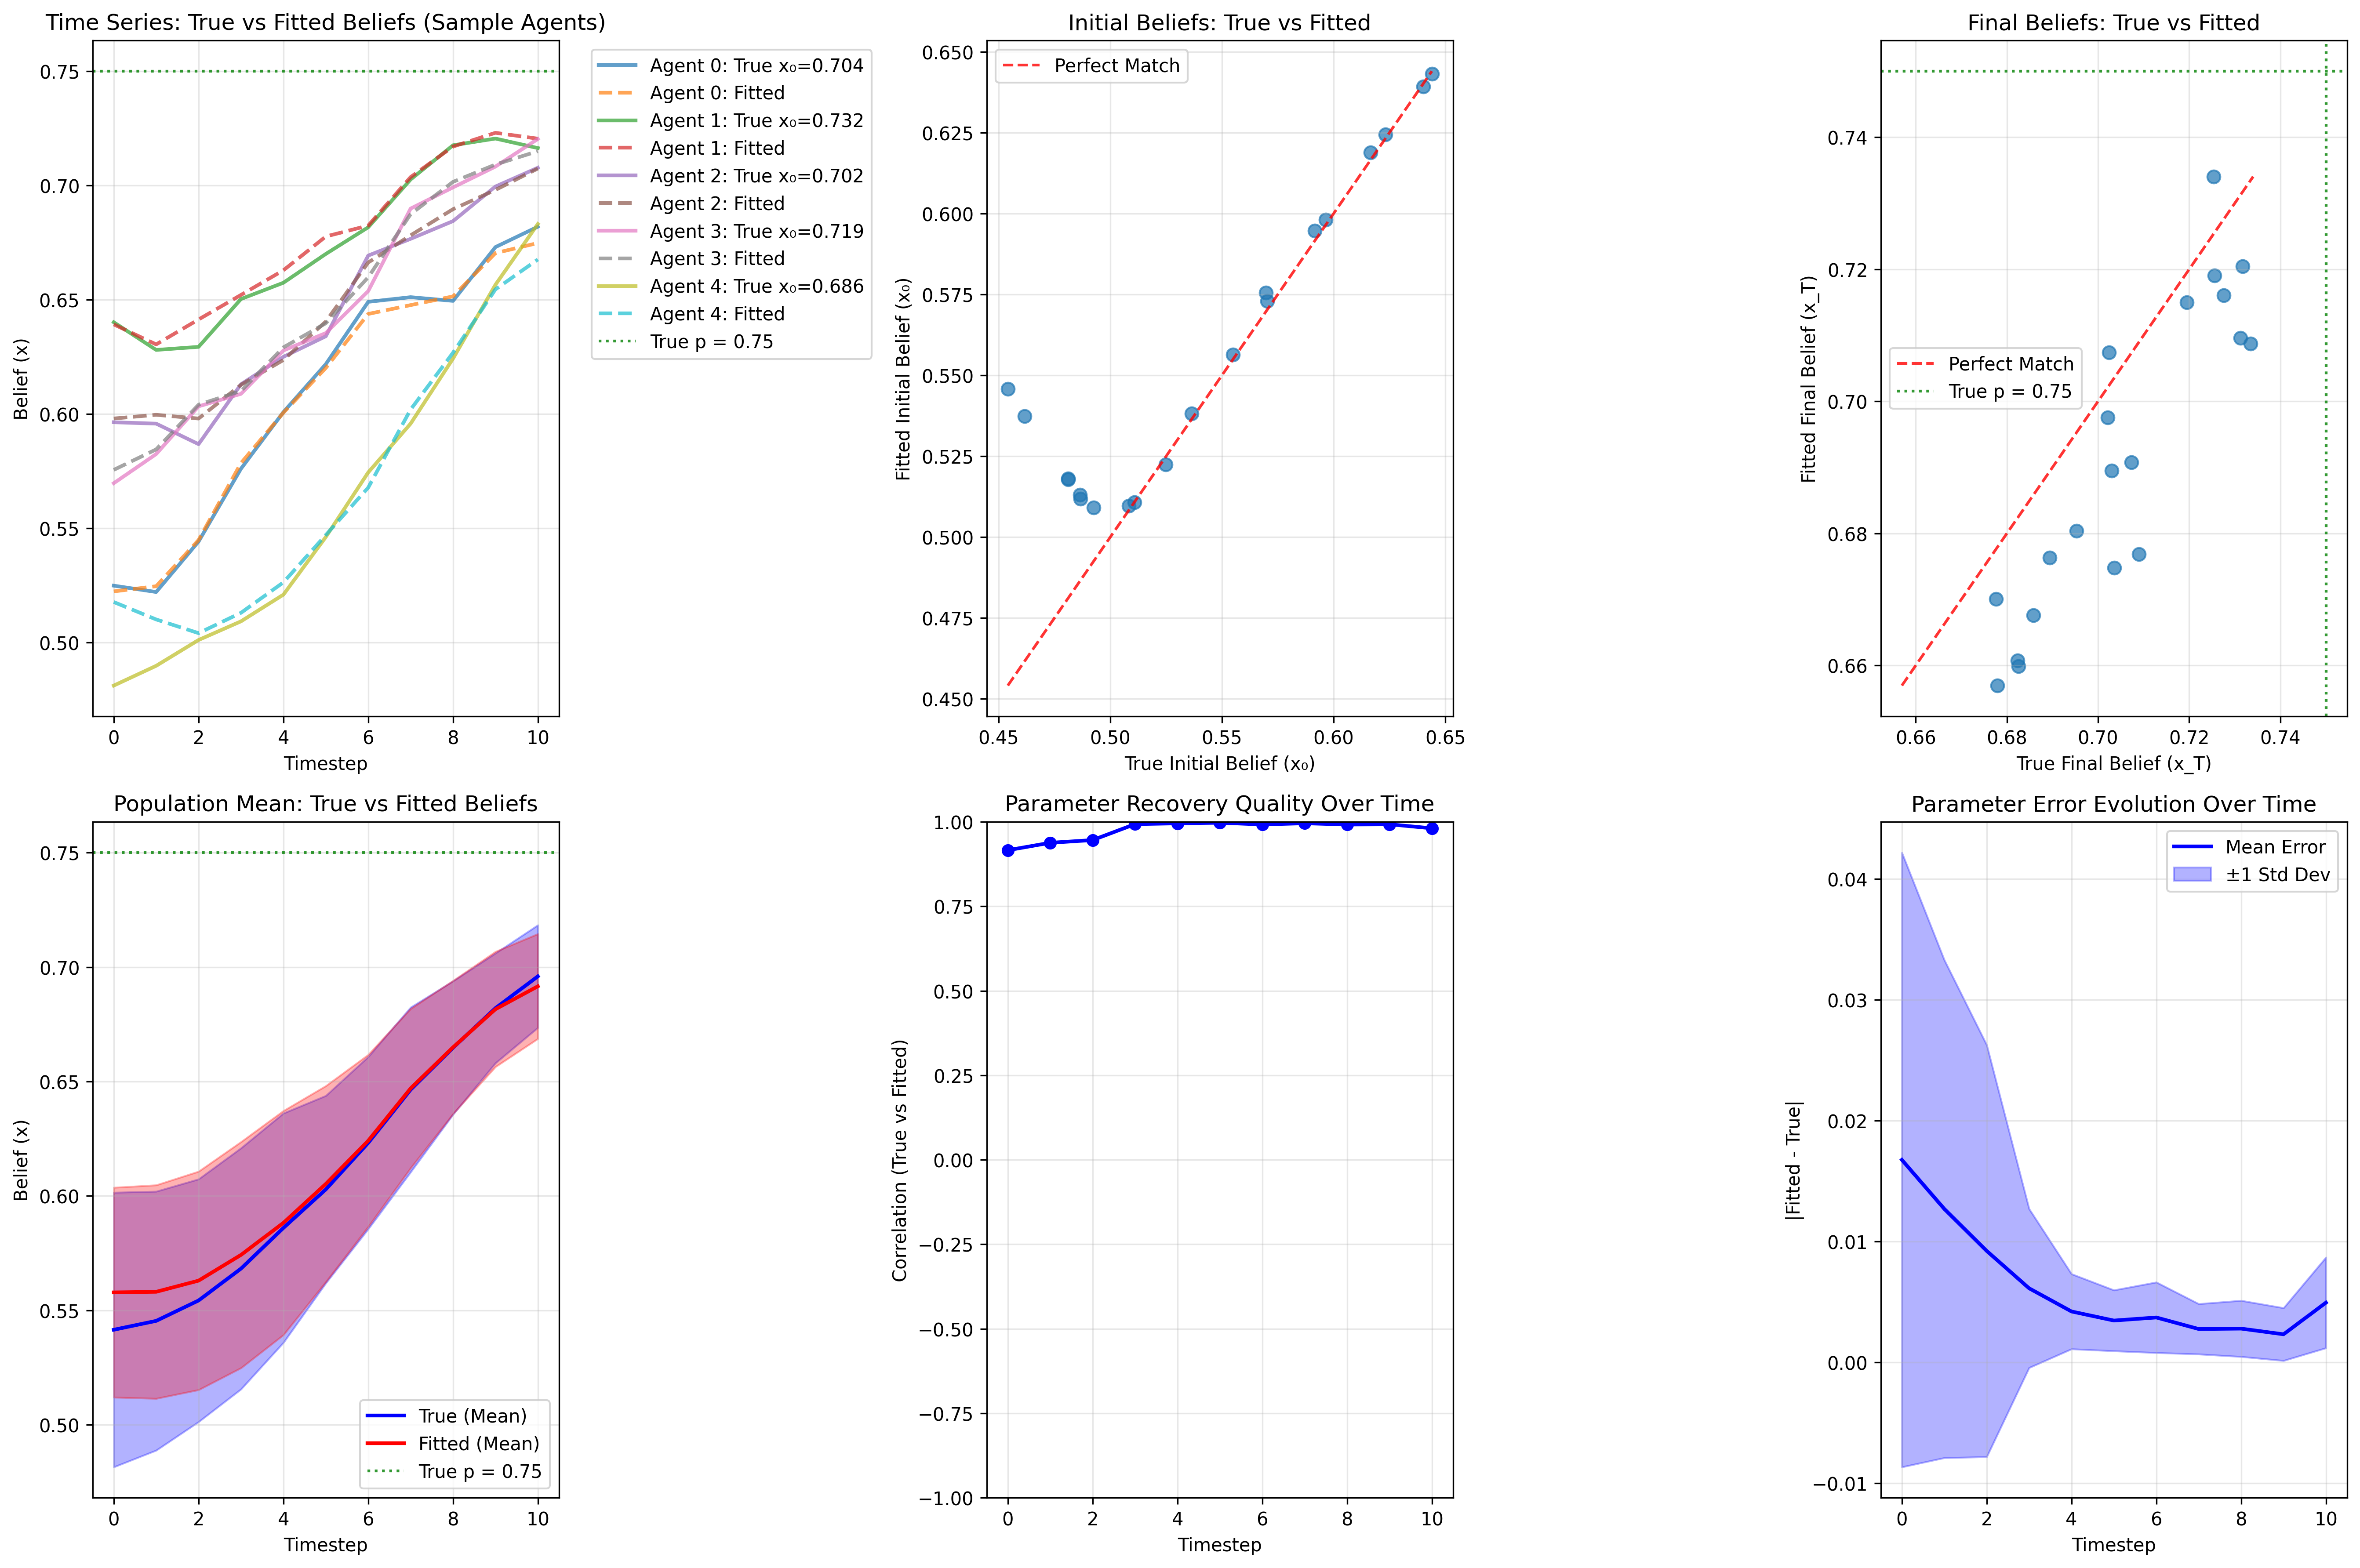 Time Series: True vs Fitted Beliefs (Sample Agents)
Belief (x)
0.75
0.70
0.65
0.60
0.55
0.50
0 2 4 6 8 10
Timestep
Agent 0: True x₀=0.704
Agent 0: Fitted
Agent 1: True x₀=0.732
Agent 1: Fitted
Agent 2: True x₀=0.702
Agent 2: Fitted
Agent 3: True x₀=0.719
Agent 3: Fitted
Agent 4: True x₀=0.686
Agent 4: Fitted
True p = 0.75
Initial Beliefs: True vs Fitted
Perfect Match
Fitted Initial Belief (x₀)
0.650
0.625
0.600
0.575
0.550
0.525
0.500
0.475
0.450
0.45 0.50 0.55 0.60 0.65
True Initial Belief (x₀)
Final Beliefs: True vs Fitted
Perfect Match
True p = 0.75
Fitted Final Belief (x_T)
0.74
0.72
0.70
0.68
0.66
0.66 0.68 0.70 0.72 0.74
True Final Belief (x_T)
Population Mean: True vs Fitted Beliefs
Belief (x)
0.75
0.70
0.65
0.60
0.55
0.50
True (Mean)
Fitted (Mean)
True p = 0.75
0 2 4 6 8 10
Timestep
Parameter Recovery Quality Over Time
Correlation (True vs Fitted)
1.00
0.75
0.50
0.25
0.00
−0.25
−0.50
−0.75
−1.00
0 2 4 6 8 10
Timestep
Parameter Error Evolution Over Time
Mean Error
±1 Std Dev
|Fitted - True|
0.04
0.03
0.02
0.01
0.00
−0.01
0 2 4 6 8 10
Timestep